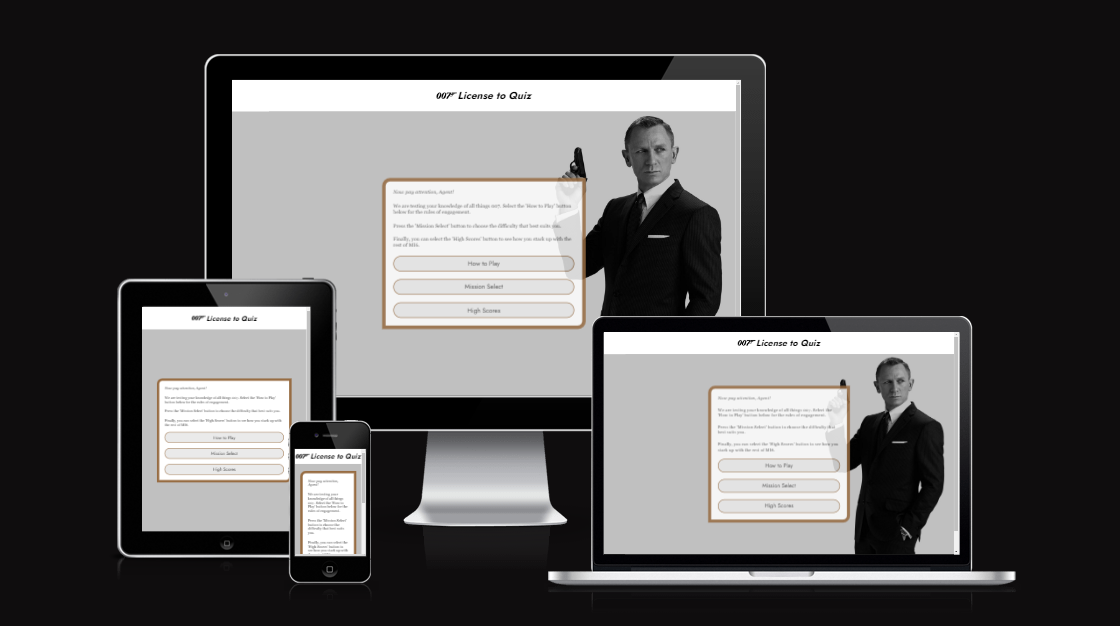 007 License to Quiz
Now pay attention, Agent!
We are testing your knowledge of all things 007. Select the 'How to Play' button
below for the rules of engagement.
Press the 'Mission Select' button to choose the difficulty that best suits you.
Finally, you can select the 'High Scores' button to see how you stack up with the
rest of MI6.
How to Play
Mission Select
High Scores
007 License to Quiz
Now pay attention, Agent!
We are testing your knowledge of all things 007. Select the 'How to Play'
button below for the rules of engagement.
Press the 'Mission Select' button to choose the difficulty that best suits you.
Finally, you can select the 'High Scores' button to see how you stack up with
the rest of MI6.
How to Play
Mission Select
High Scores
007 License to Quiz
Now pay attention,
Agent!
We are testing your
knowledge of all things
007. Select the 'How to
Play' button below for
the rules of engagement.
Press the 'Mission Select'
button to choose the
difficulty that best suits
you.
Finally, you can select the
'High Scores' button to
see how you stack up
007 License to Quiz
Now pay attention, Agent!
We are testing your knowledge of all things 007. Select the
'How to Play' button below for the rules of engagement.
Press the 'Mission Select' button to choose the difficulty that
best suits you.
Finally, you can select the 'High Scores' button to see how you
stack up with the rest of MI6.
How to Play
Mission Select
High Scores